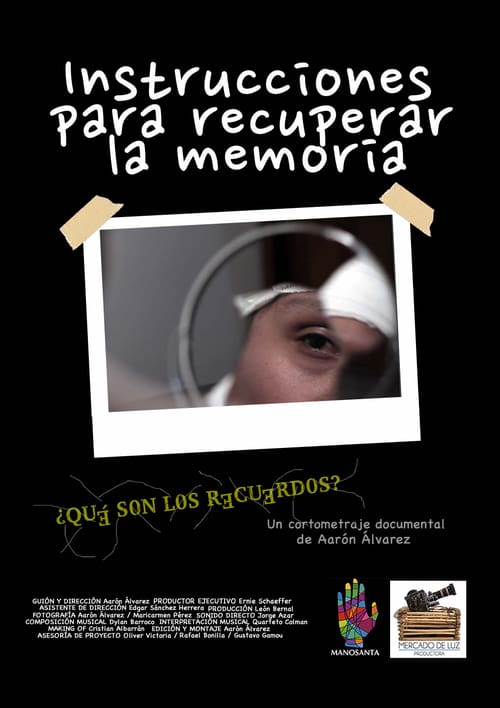 Instrucciones
para recuperar
la memoria
¿QUÉ SON LOS RECUERDOS?
Un cortometraje documental
de Aarón Álvarez
GUIÓN Y DIRECCIÓN Aarón Álvarez PRODUCTOR EJECUTIVO Ernie Schaeffer
ASISTENTE DE DIRECCIÓN Edgar Sánchez Herrera PRODUCCIÓN León Bernal
FOTOGRAFÍA Aarón Álvarez / Maricarmen Pérez SONIDO DIRECTO Jorge Azar
COMPOSICIÓN MUSICAL Dylan Barroco INTERPRETACIÓN MUSICAL Quarteto Colman
MAKING OF Cristian Albarrán EDICIÓN Y MONTAJE Aarón Álvarez
ASESORÍA DE PROYECTO Oliver Victoria / Rafael Bonilla / Gustavo Gamou
MANOSANTA
MERCADO DE LUZ
PRODUCTORA